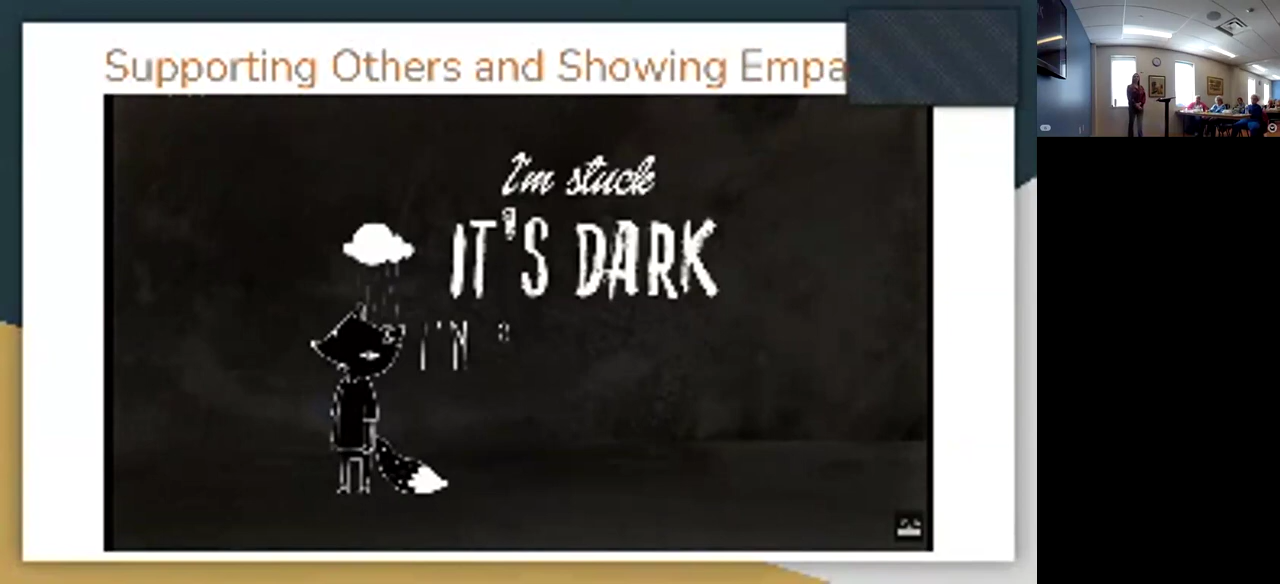 Supporting Others and Showing Empa
I'm stuck
IT'S DARK
I'M